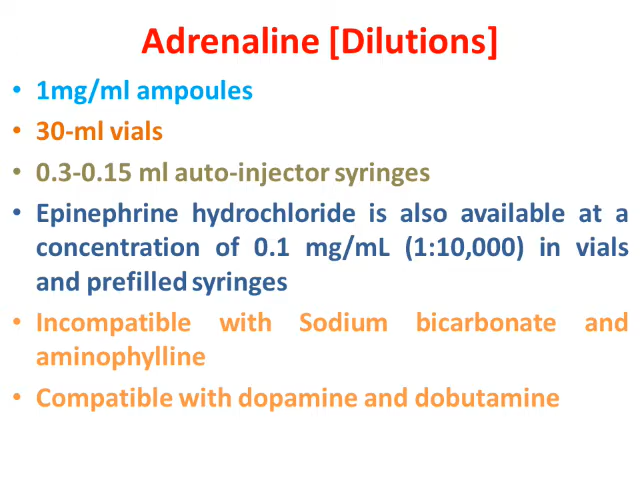 Adrenaline [Dilutions]
• 1mg/ml ampoules
• 30-ml vials
• 0.3-0.15 ml auto-injector syringes
• Epinephrine hydrochloride is also available at a
concentration of 0.1 mg/mL (1:10,000) in vials
and prefilled syringes
• Incompatible with Sodium bicarbonate and
aminophylline
• Compatible with dopamine and dobutamine